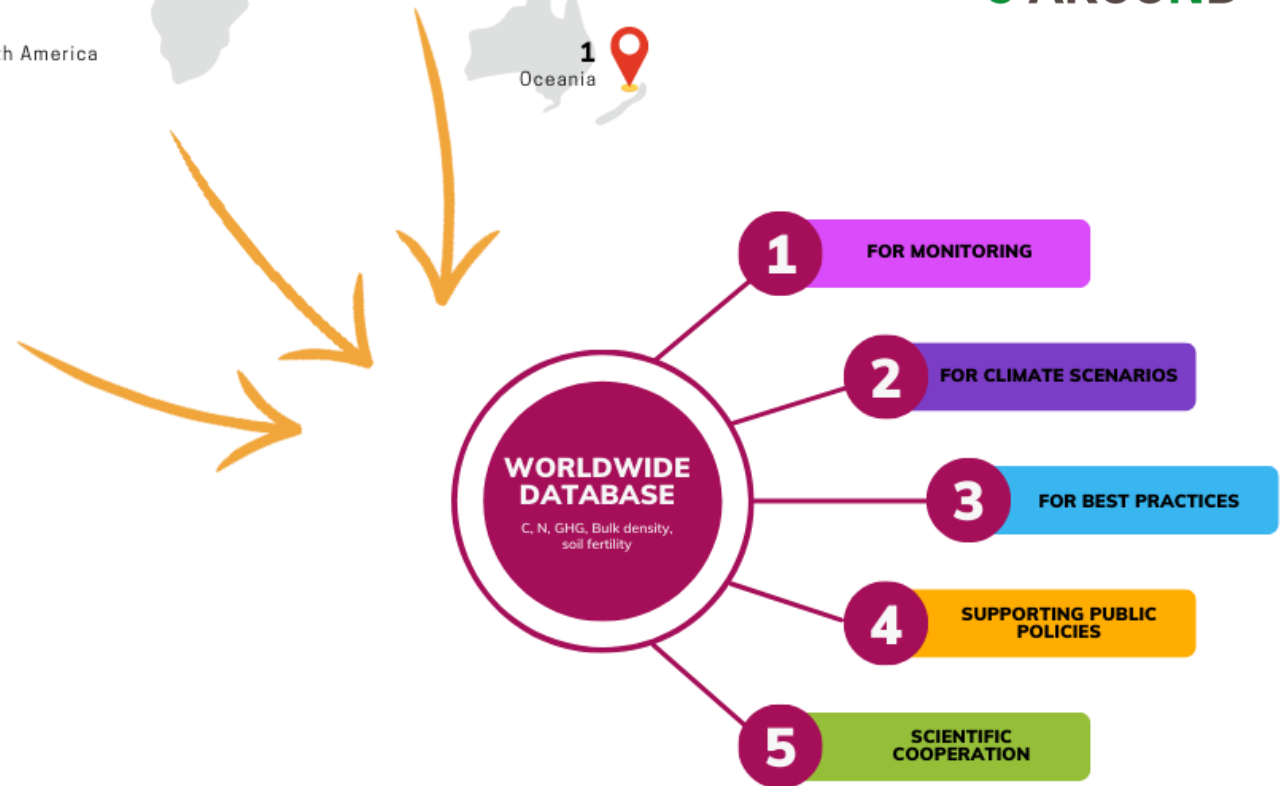 h America
1
Oceania
1
FOR MONITORING
2
FOR CLIMATE SCENARIOS
WORLDWIDE
DATABASE
C, N, GHG, Bulk density,
soil fertility
3
FOR BEST PRACTICES
4
SUPPORTING PUBLIC
POLICIES
5
SCIENTIFIC
COOPERATION